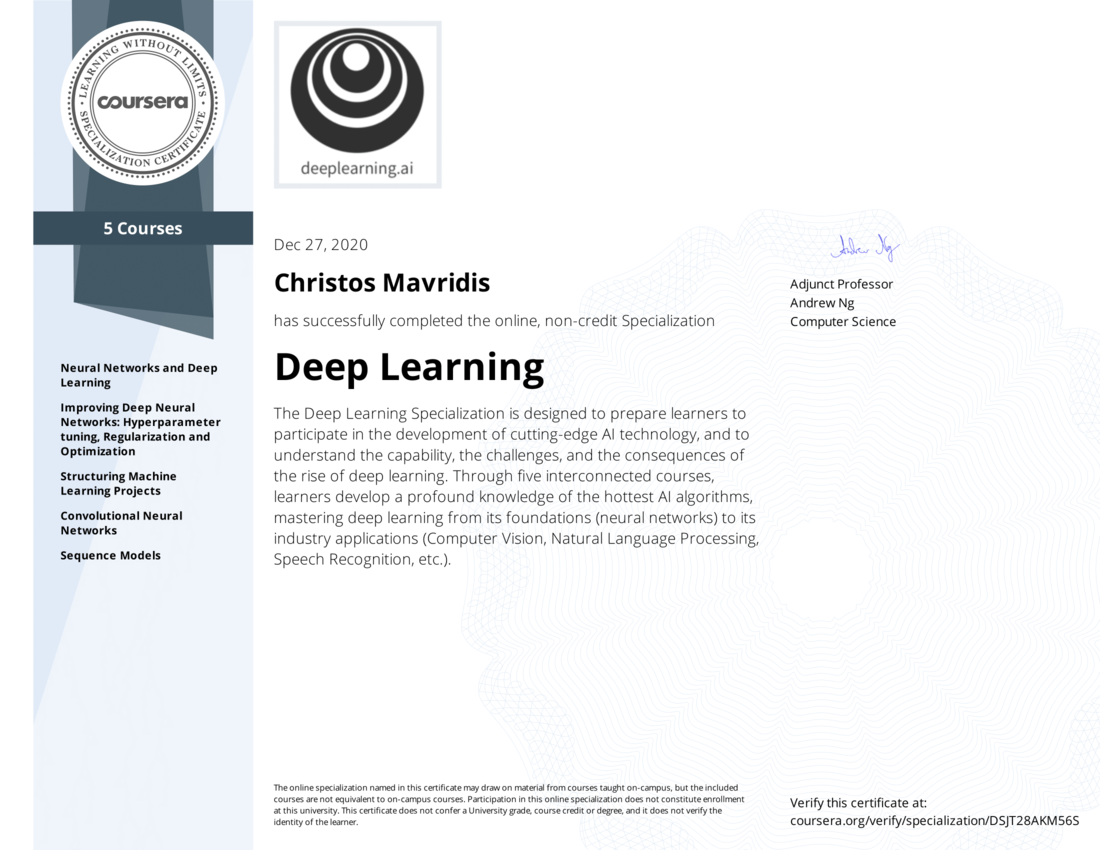 LEARNING WITHOUT LIMITS
coursera
SPECIALIZATION CERTIFICATE
5 Courses
Neural Networks and Deep
Learning
Improving Deep Neural
Networks: Hyperparameter
tuning, Regularization and
Optimization
Structuring Machine
Learning Projects
Convolutional Neural
Networks
Sequence Models
deeplearning.ai
Dec 27, 2020
Christos Mavridis
has successfully completed the online, non-credit Specialization
Deep Learning
The Deep Learning Specialization is designed to prepare learners to
participate in the development of cutting-edge AI technology, and to
understand the capability, the challenges, and the consequences of
the rise of deep learning. Through five interconnected courses,
learners develop a profound knowledge of the hottest AI algorithms,
mastering deep learning from its foundations (neural networks) to its
industry applications (Computer Vision, Natural Language Processing,
Speech Recognition, etc.).
Andrew Ng
Adjunct Professor
Andrew Ng
Computer Science
The online specialization named in this certificate may draw on material from courses taught on-campus, but the included
courses are not equivalent to on-campus courses. Participation in this online specialization does not constitute enrollment
at this university. This certificate does not confer a University grade, course credit or degree, and it does not verify the
identity of the learner.
Verify this certificate at:
coursera.org/verify/specialization/DSJT28AKM56S